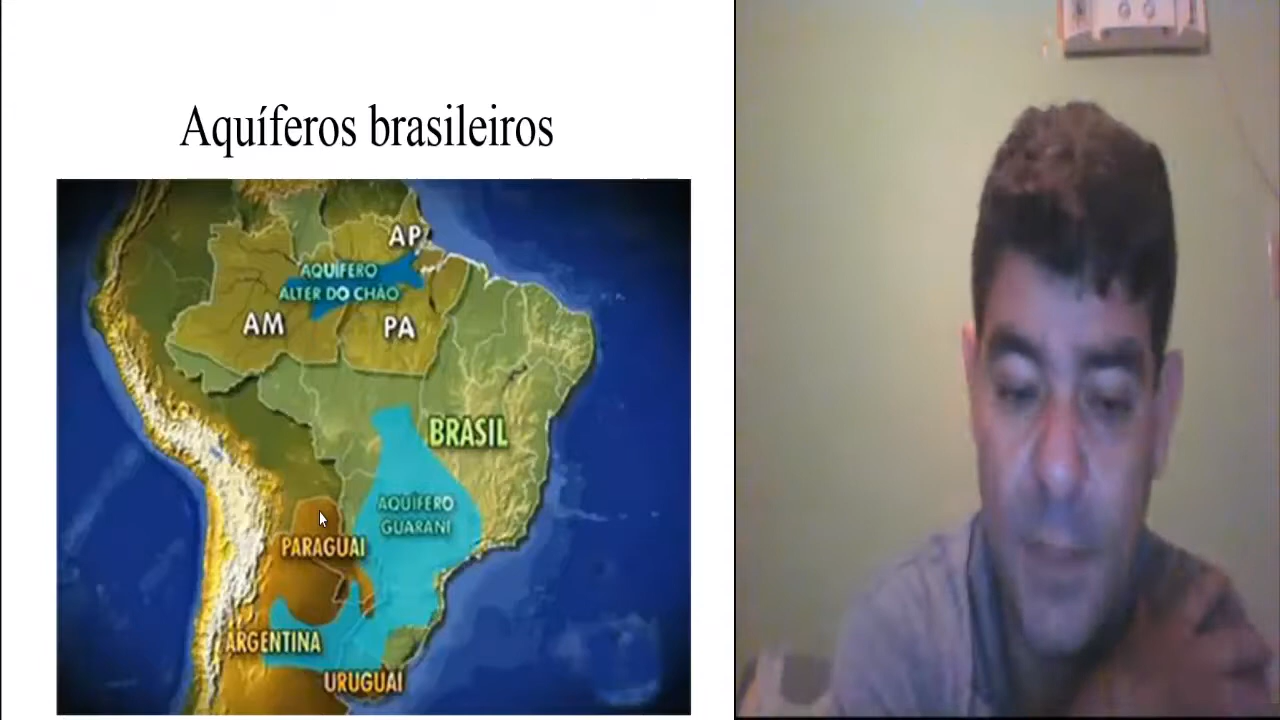 Aquíferos brasileiros
AP
AQUÍFERO
ALTER DO CHÃO
AM
PA
BRASIL
AQUÍFERO
GUARANI
PARAGUAI
ARGENTINA
URUGUAI